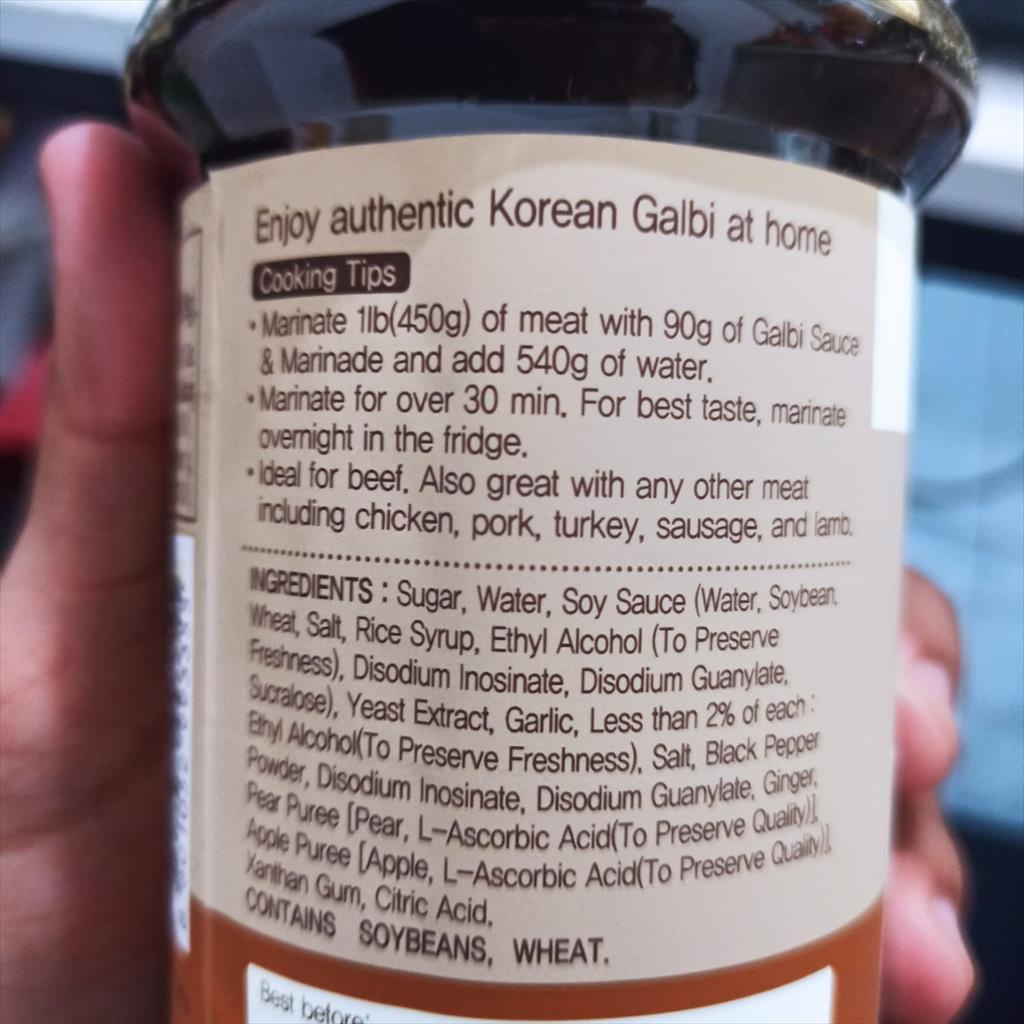 Enjoy authentic Korean Galbi at home
Cooking Tips
• Marinate 1lb(450g) of meat with 90g of Galbi Sauce
& Marinade and add 540g of water.
• Marinate for over 30 min. For best taste, marinate
overnight in the fridge.
• Ideal for beef. Also great with any other meat
including chicken, pork, turkey, sausage, and lamb.
INGREDIENTS : Sugar, Water, Soy Sauce (Water, Soybean,
Wheat, Salt, Rice Syrup, Ethyl Alcohol (To Preserve
Freshness), Disodium Inosinate, Disodium Guanylate,
Sucralose), Yeast Extract, Garlic, Less than 2% of each :
Ethyl Alcohol(To Preserve Freshness), Salt, Black Pepper
Powder, Disodium Inosinate, Disodium Guanylate, Ginger,
Pear Puree [Pear, L-Ascorbic Acid(To Preserve Quality)],
Apple Puree [Apple, L-Ascorbic Acid(To Preserve Quality)],
Xanthan Gum, Citric Acid.
CONTAINS SOYBEANS, WHEAT.
Best before